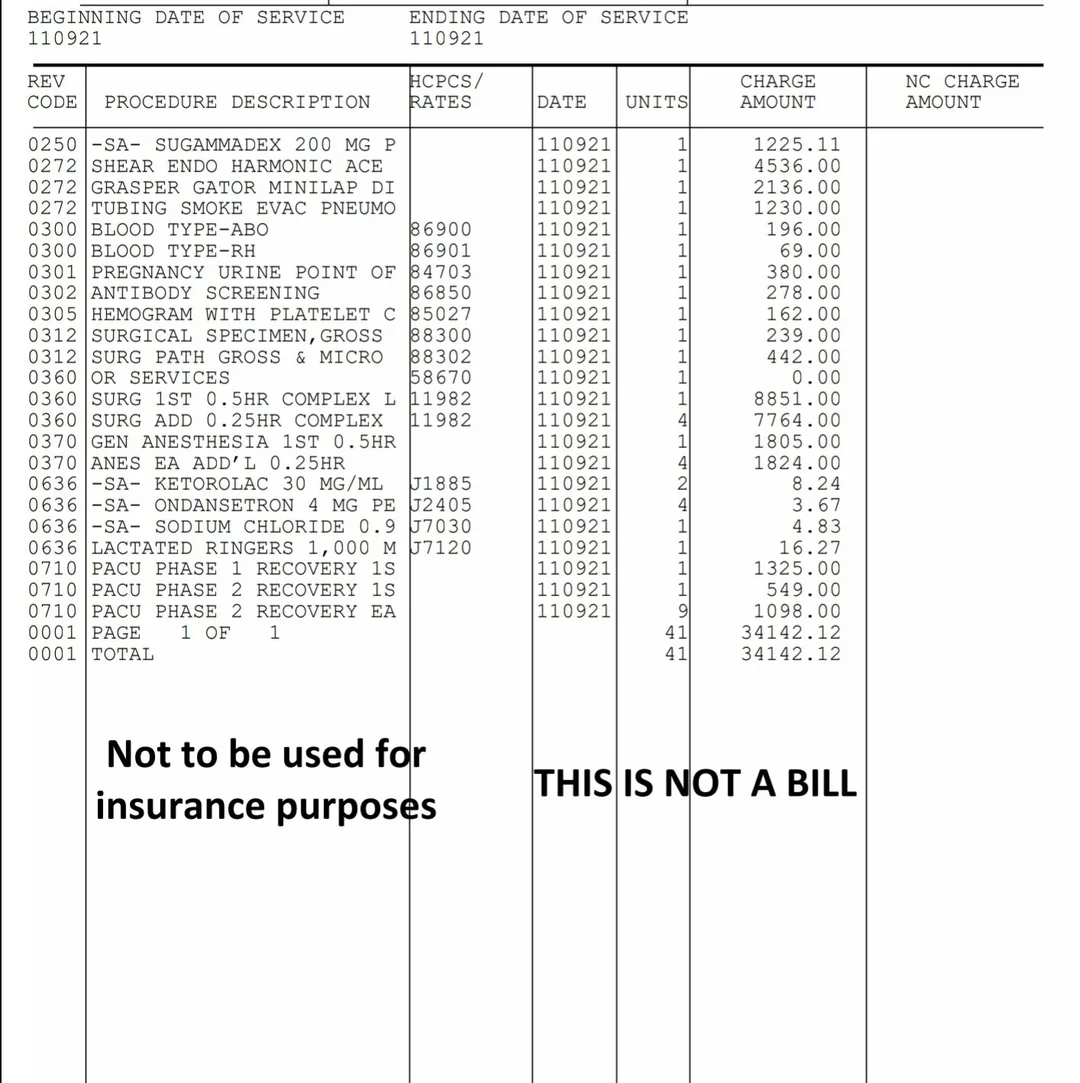 BEGINNING DATE OF SERVICE ENDING DATE OF SERVICE
110921 110921
REV HCPCS/ CHARGE NC CHARGE
CODE PROCEDURE DESCRIPTION RATES DATE UNITS AMOUNT AMOUNT
0250 -SA- SUGAMMADEX 200 MG P 110921 1 1225.11
0272 SHEAR ENDO HARMONIC ACE 110921 1 4536.00
0272 GRASPER GATOR MINILAP DI 110921 1 2136.00
0272 TUBING SMOKE EVAC PNEUMO 110921 1 1230.00
0300 BLOOD TYPE-ABO 86900 110921 1 196.00
0300 BLOOD TYPE-RH 86901 110921 1 69.00
0301 PREGNANCY URINE POINT OF 84703 110921 1 380.00
0302 ANTIBODY SCREENING 86850 110921 1 278.00
0305 HEMOGRAM WITH PLATELET C 85027 110921 1 162.00
0312 SURGICAL SPECIMEN,GROSS 88300 110921 1 239.00
0312 SURG PATH GROSS & MICRO 88302 110921 1 442.00
0360 OR SERVICES 58670 110921 1 0.00
0360 SURG 1ST 0.5HR COMPLEX L 11982 110921 1 8851.00
0360 SURG ADD 0.25HR COMPLEX 11982 110921 4 7764.00
0370 GEN ANESTHESIA 1ST 0.5HR 110921 1 1805.00
0370 ANES EA ADD'L 0.25HR 110921 4 1824.00
0636 -SA- KETOROLAC 30 MG/ML J1885 110921 2 8.24
0636 -SA- ONDANSETRON 4 MG PE J2405 110921 4 3.67
0636 -SA- SODIUM CHLORIDE 0.9 J7030 110921 1 4.83
0636 LACTATED RINGERS 1,000 M J7120 110921 1 16.27
0710 PACU PHASE 1 RECOVERY 1S 110921 1 1325.00
0710 PACU PHASE 2 RECOVERY 1S 110921 1 549.00
0710 PACU PHASE 2 RECOVERY EA 110921 9 1098.00
0001 PAGE 1 OF 1 41 34142.12
0001 TOTAL 41 34142.12
Not to be used for
insurance purposes
THIS IS NOT A BILL